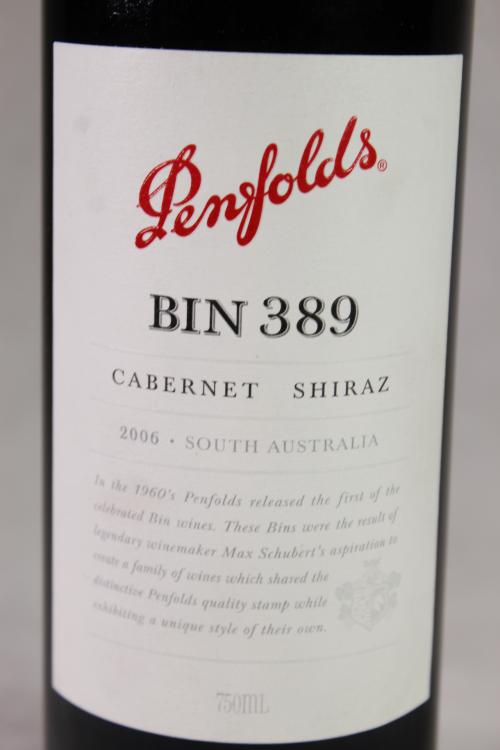 Penfolds®
BIN 389
CABERNET SHIRAZ
2006 • SOUTH AUSTRALIA
In the 1960's Penfolds released the first of the
celebrated Bin wines. These Bins were the result of
legendary winemaker Max Schubert's aspiration to
create a family of wines which shared the
distinctive Penfolds quality stamp while
exhibiting a unique style of their own.
750ML